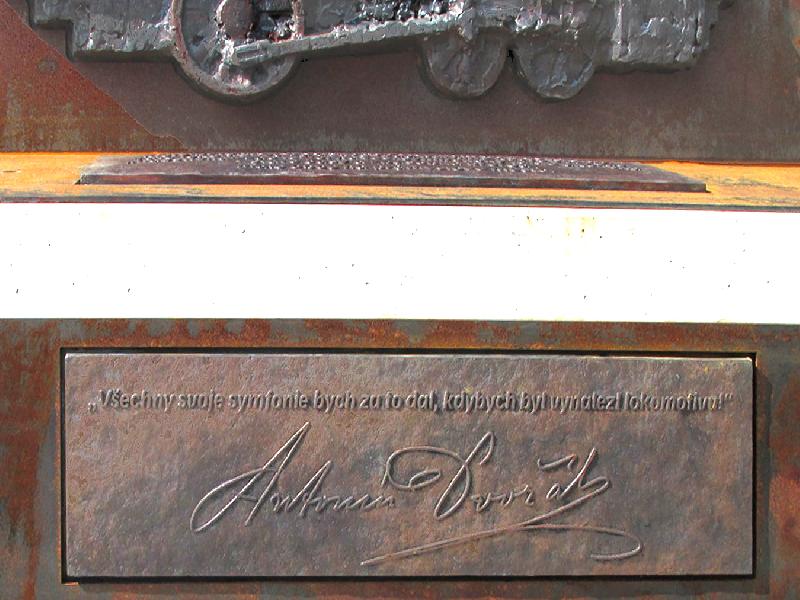 „Všechny svoje symfonie bych za to dal, kdybych byl vynalezl lokomotivu!“
Antonín Dvořák